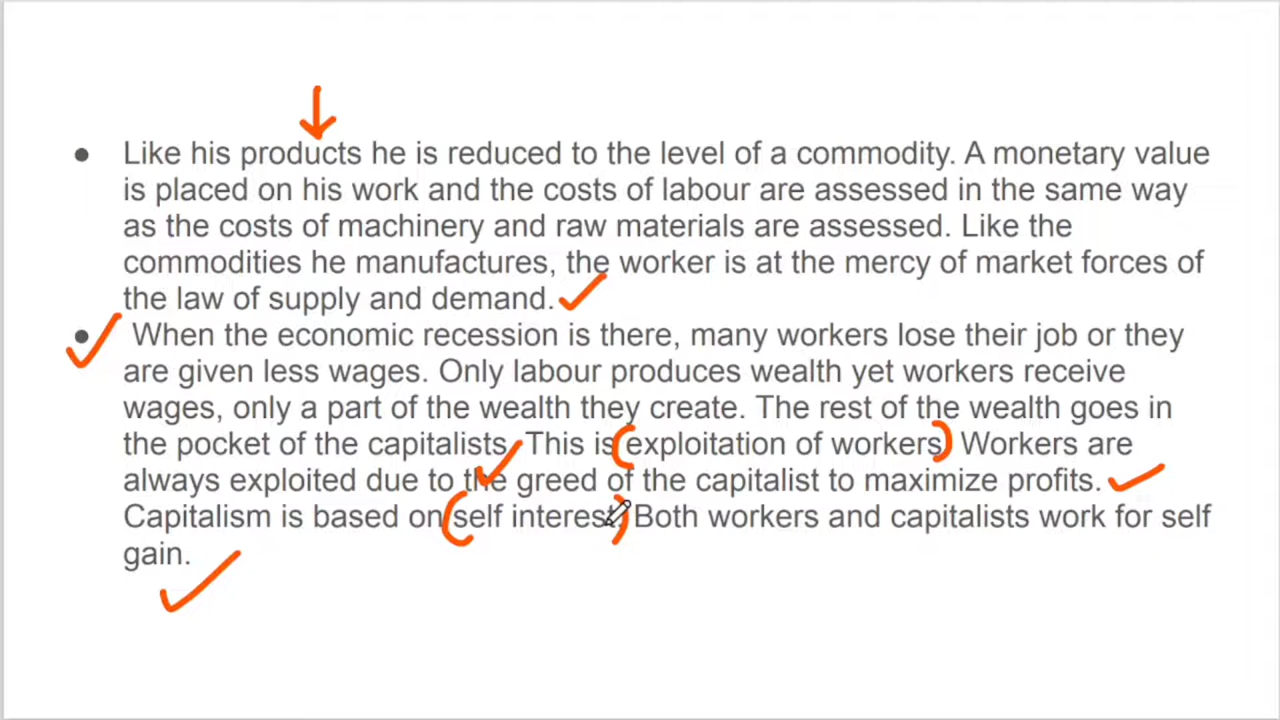 ● Like his products he is reduced to the level of a commodity. A monetary value
is placed on his work and the costs of labour are assessed in the same way
as the costs of machinery and raw materials are assessed. Like the
commodities he manufactures, the worker is at the mercy of market forces of
the law of supply and demand.
● When the economic recession is there, many workers lose their job or they
are given less wages. Only labour produces wealth yet workers receive
wages, only a part of the wealth they create. The rest of the wealth goes in
the pocket of the capitalists. This is exploitation of workers. Workers are
always exploited due to the greed of the capitalist to maximize profits.
Capitalism is based on self interest. Both workers and capitalists work for self
gain.